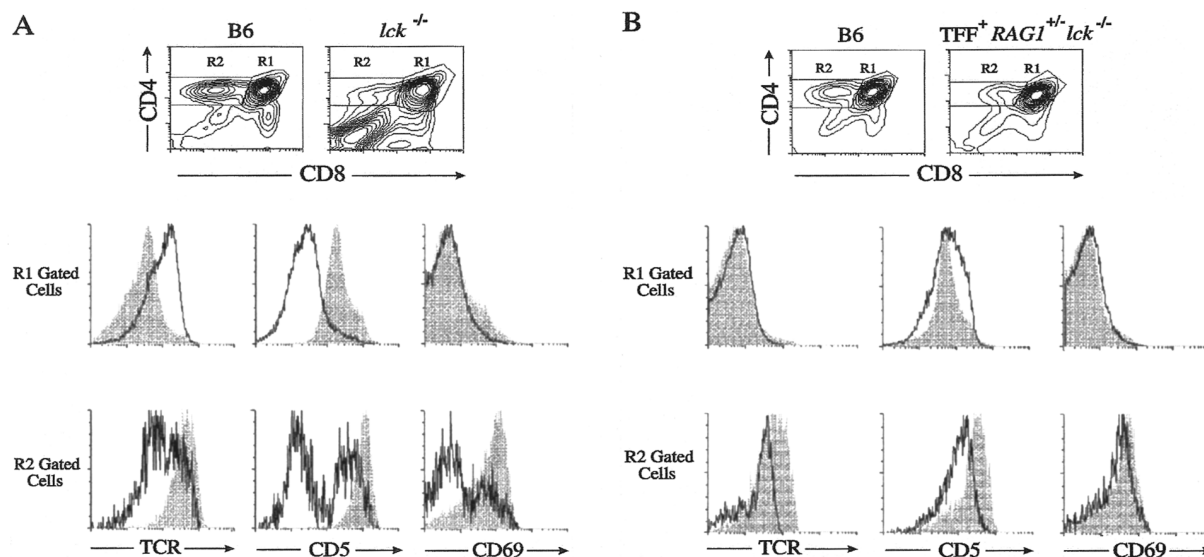 A
B6
lck -/-
R2
R1
R2
R1
CD4
CD8
R1 Gated
Cells
R2 Gated
Cells
TCR
CD5
CD69
B
B6
TFF+ RAG1+/- lck-/-
R2
R1
R2
R1
CD4
CD8
R1 Gated
Cells
R2 Gated
Cells
TCR
CD5
CD69